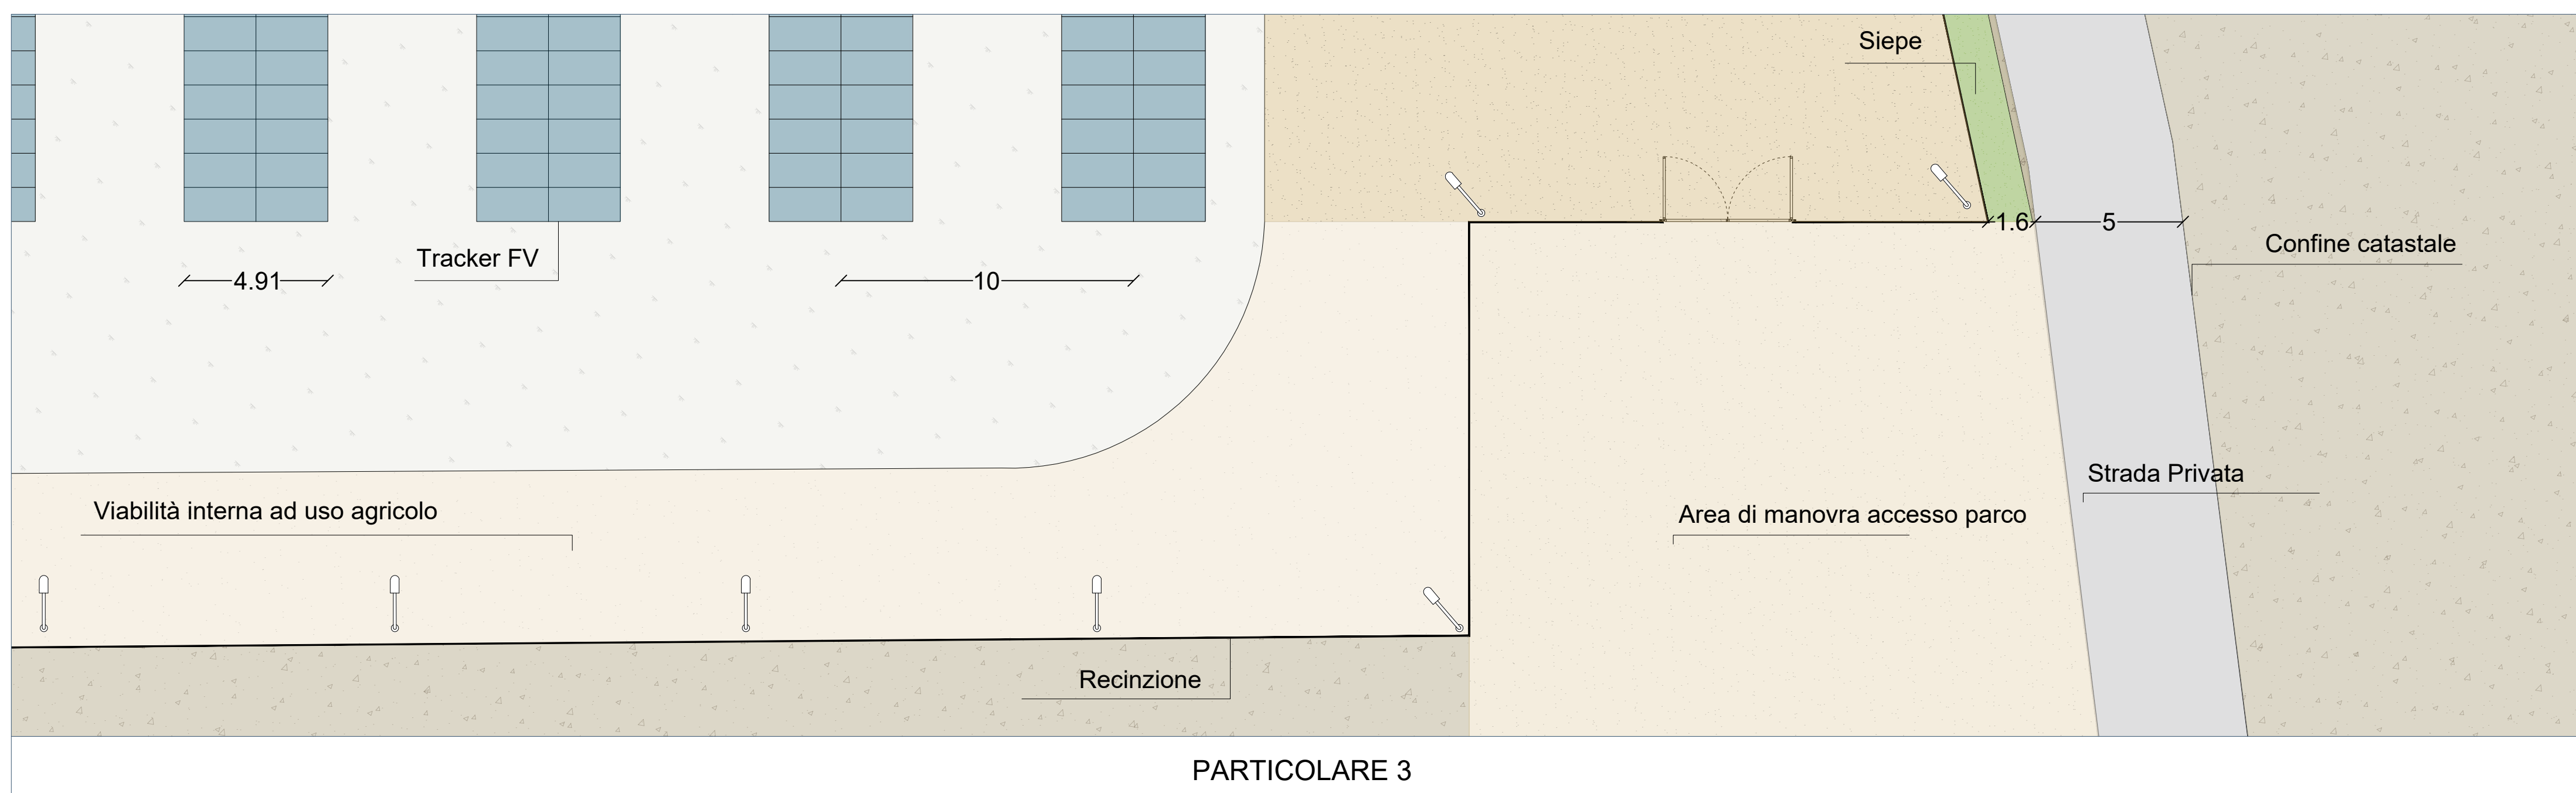 Siepe
1.6
5
Confine catastale
Tracker FV
4.91
10
Strada Privata
Viabilità interna ad uso agricolo
Area di manovra accesso parco
Recinzione
PARTICOLARE 3